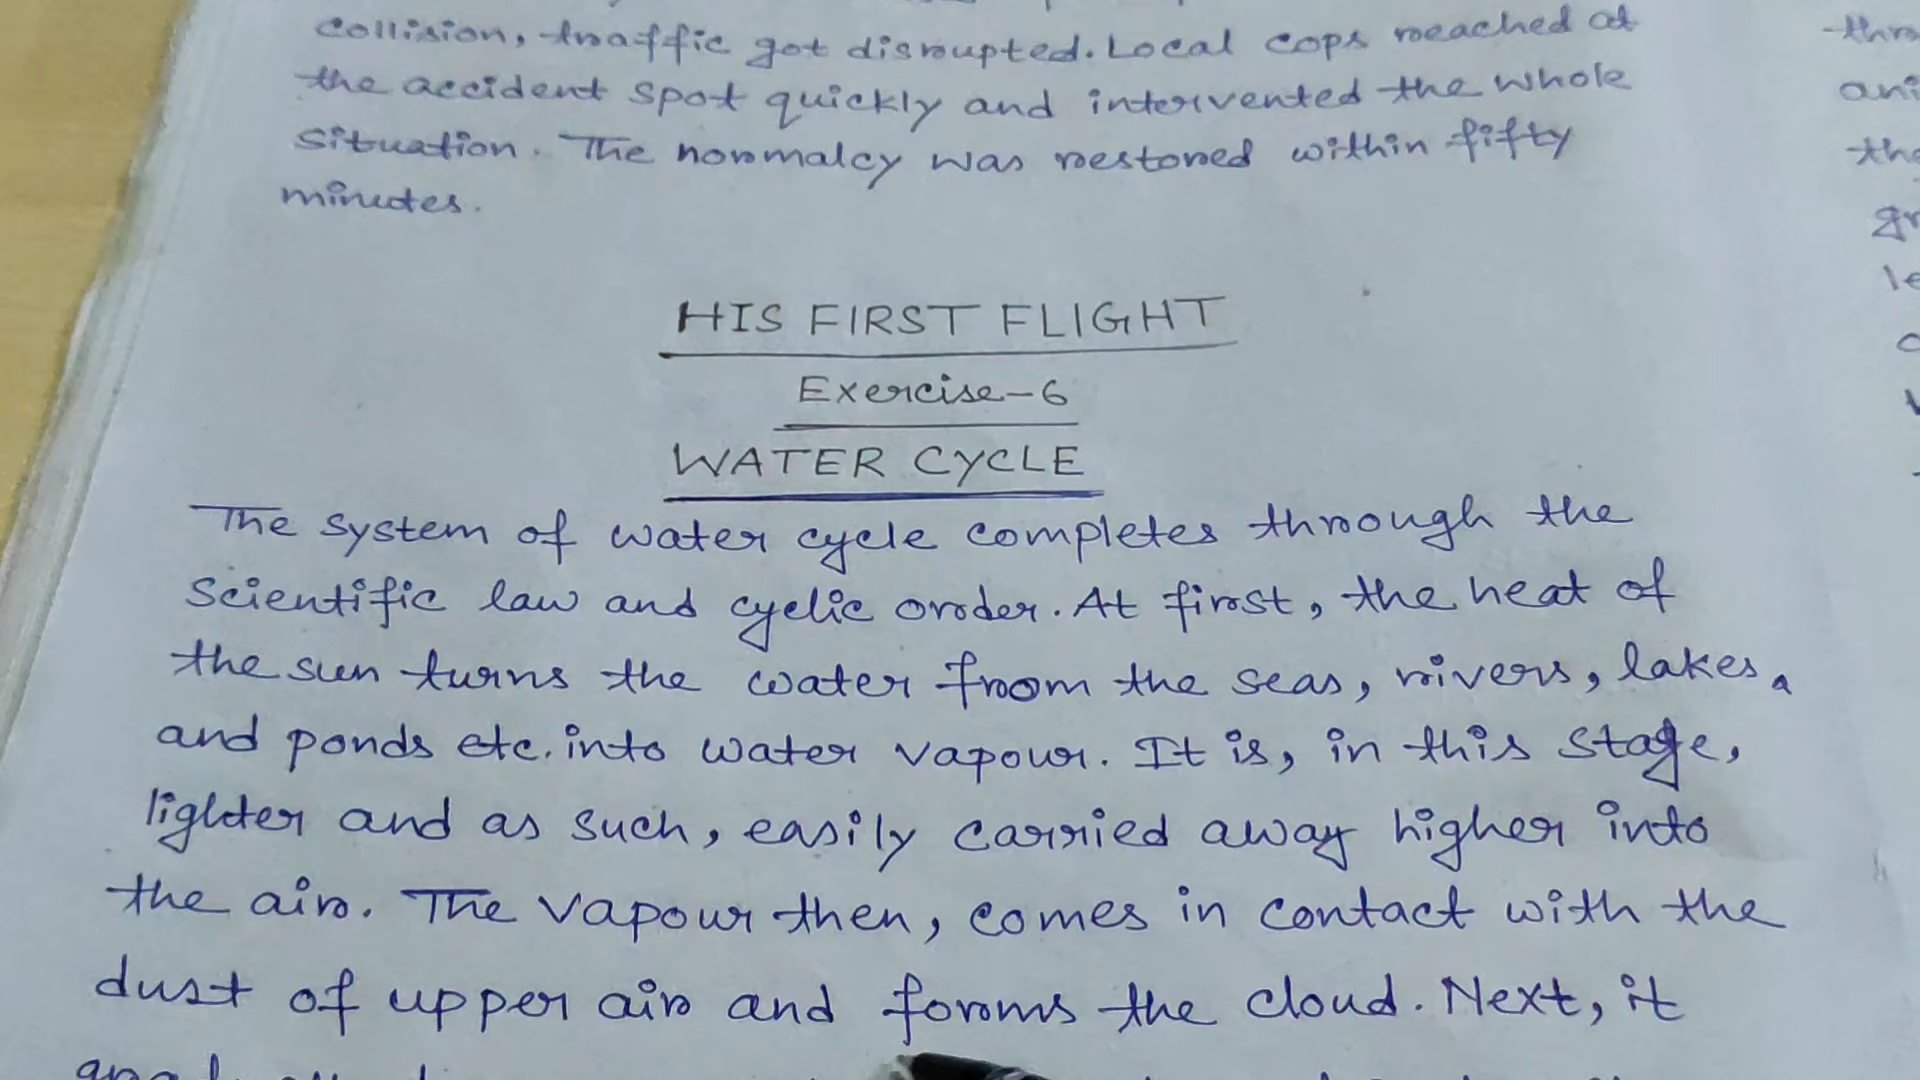 collision, traffic got disrupted. Local cops reached at
the accident spot quickly and intervented the whole
situation. The normalcy was restored within fifty
minutes.
HIS FIRST FLIGHT
Exercise-6
WATER CYCLE
The system of water cycle completes through the
scientific law and cyclic order. At first, the heat of
the sun turns the water from the seas, rivers, lakes,
and ponds etc. into water vapour. It is, in this stage,
lighter and as such, easily carried away higher into
the air. The vapour then, comes in contact with the
dust of upper air and forms the cloud. Next, it